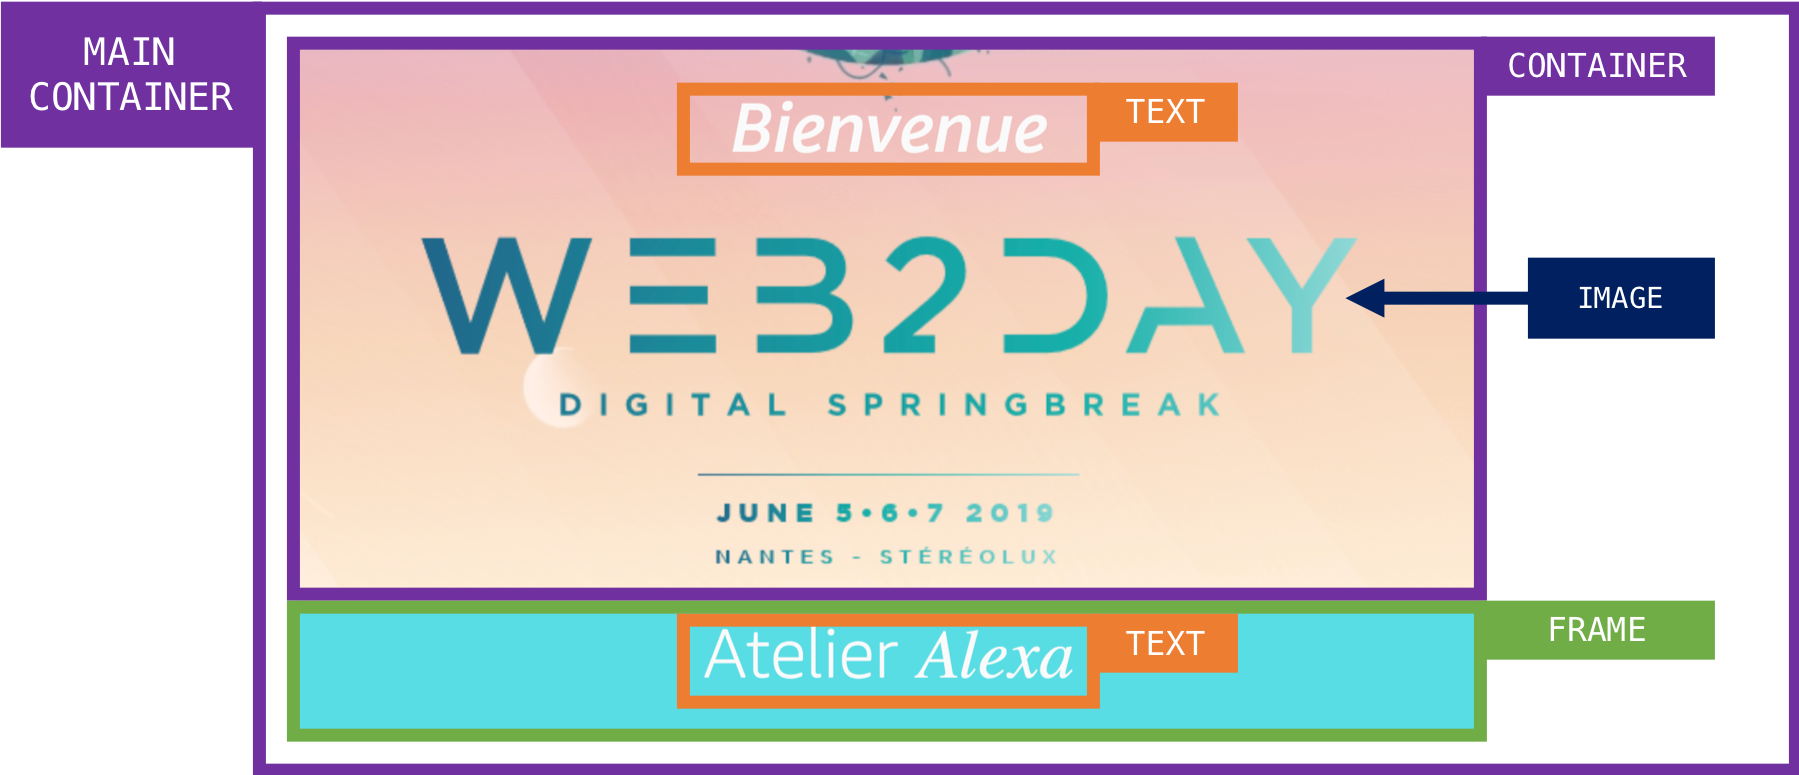 MAIN
CONTAINER
CONTAINER
Bienvenue
TEXT
WEB2DAY
IMAGE
DIGITAL SPRINGBREAK
JUNE 5•6•7 2019
NANTES - STÉRÉOLUX
FRAME
Atelier Alexa
TEXT